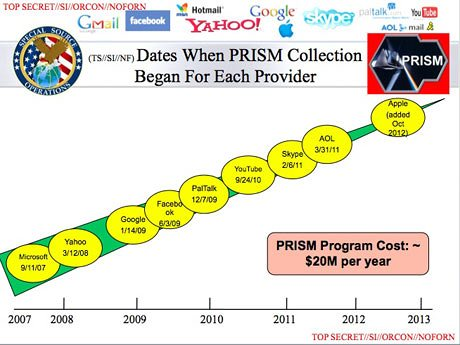 TOP SECRET//SI//ORCON//NOFORN
Gmail
facebook
Hotmail
YAHOO!
Google
skype
paltalk.com
YouTube
AOL mail
SPECIAL SOURCE
OPERATIONS
(TS//SI//NF) Dates When PRISM Collection
Began For Each Provider
PRISM
Microsoft
9/11/07
Yahoo
3/12/08
Google
1/14/09
Facebo
ok
6/3/09
PalTalk
12/7/09
YouTube
9/24/10
Skype
2/6/11
AOL
3/31/11
Apple
(added
Oct
2012)
PRISM Program Cost: ~
$20M per year
2007
2008
2009
2010
2011
2012
2013
TOP SECRET//SI//ORCON//NOFORN